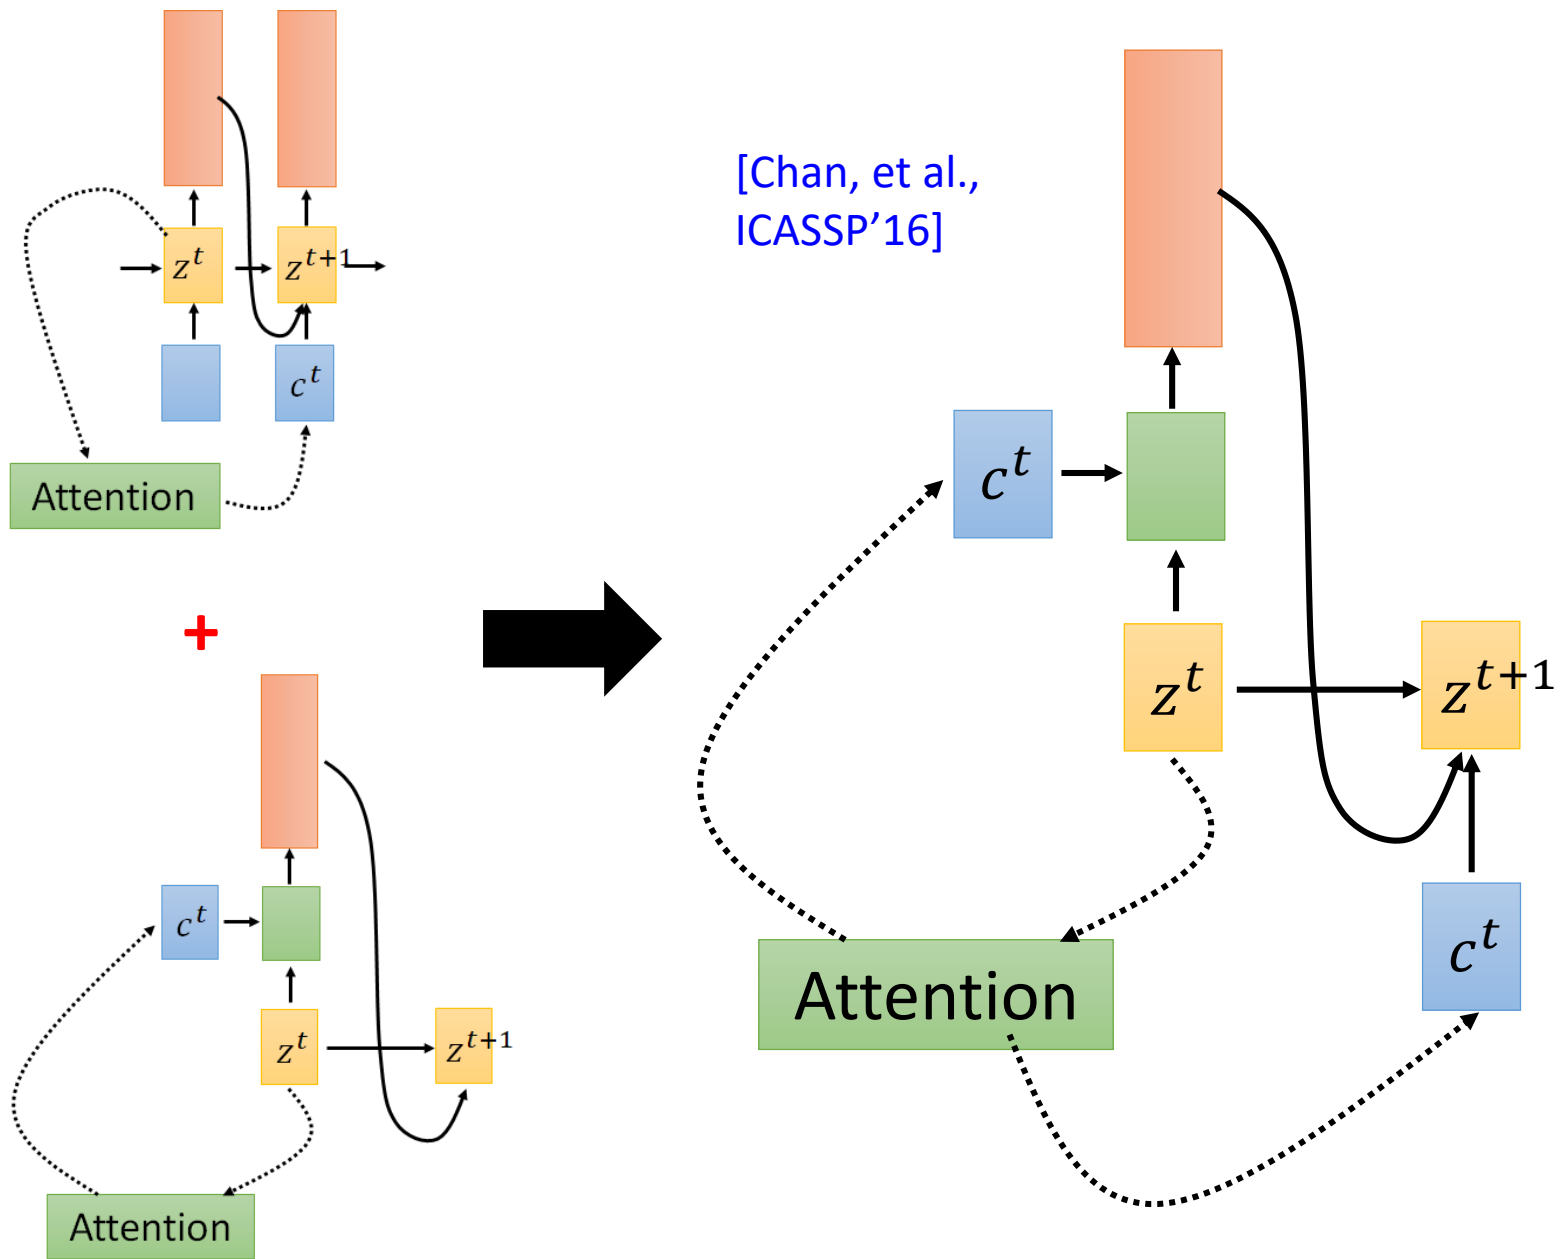 z^t
z^{t+1}
c^t
Attention
+
c^t
z^t
z^{t+1}
Attention
[Chan, et al.,
ICASSP’16]
c^t
z^t
z^{t+1}
c^t
Attention